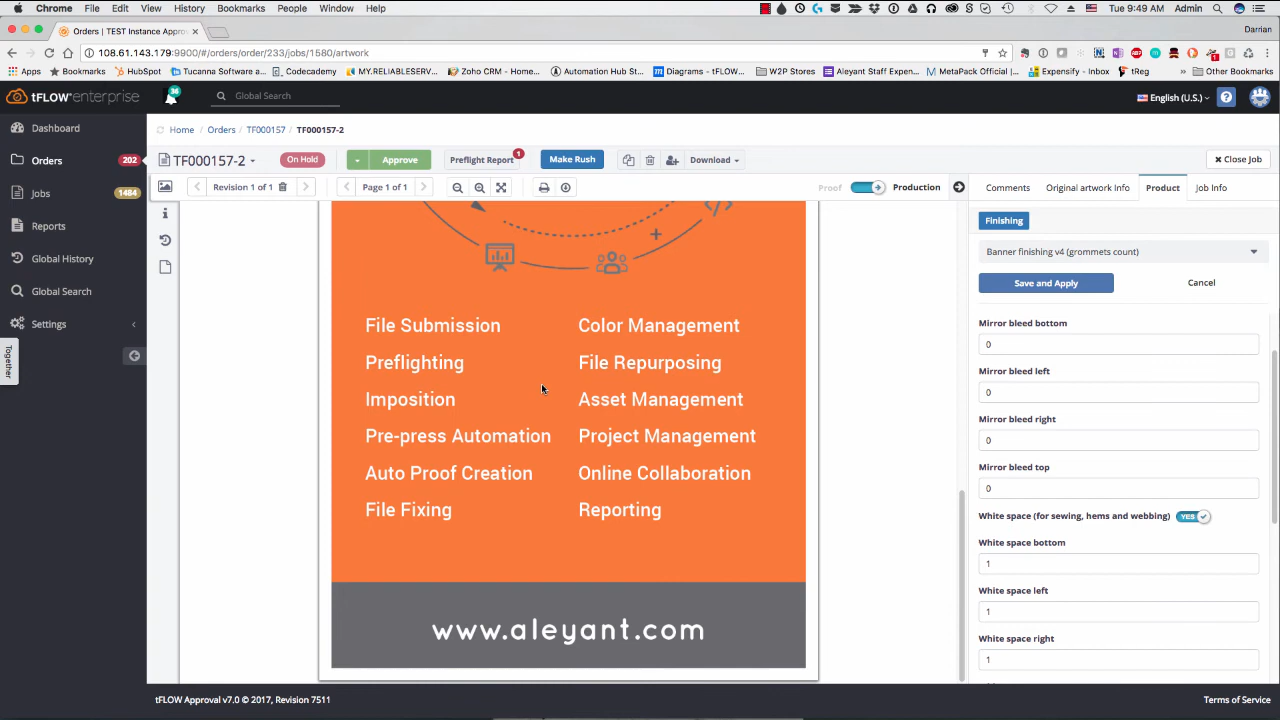 Chrome File Edit View History Bookmarks People Window Help Tue 9:49 AM Admin
Orders | TEST Instance Approv Darrian
108.61.143.179:9900/#/orders/order/233/jobs/1580/artwork
Apps Bookmarks HubSpot Tucanna Software a... Codecademy MY.RELIABLESERV... Zoho CRM - Home... Automation Hub St... Diagrams - tFLOW... W2P Stores Aleyant Staff Expen... MetaPack Official |... Expensify - Inbox tReg Other Bookmarks
tFLOW enterprise 34 Global Search English (U.S.) ?
Dashboard
Orders 202
Jobs 1484
Reports
Global History
Global Search
Settings
Together
Home Orders TF000157 / TF000157-2
TF000157-2 On Hold Approve Preflight Report 1 Make Rush Download Close Job
Revision 1 of 1 Page 1 of 1 Proof Production
File Submission
Preflighting
Imposition
Pre-press Automation
Auto Proof Creation
File Fixing
Color Management
File Repurposing
Asset Management
Project Management
Online Collaboration
Reporting
www.aleyant.com
Comments Original artwork Info Product Job Info
Finishing
Banner finishing v4 (grommets count)
Save and Apply Cancel
Mirror bleed bottom
0
Mirror bleed left
0
Mirror bleed right
0
Mirror bleed top
0
White space (for sewing, hems and webbing) YES
White space bottom
1
White space left
1
White space right
1
tFLOW Approval v7.0 © 2017, Revision 7511 Terms of Service